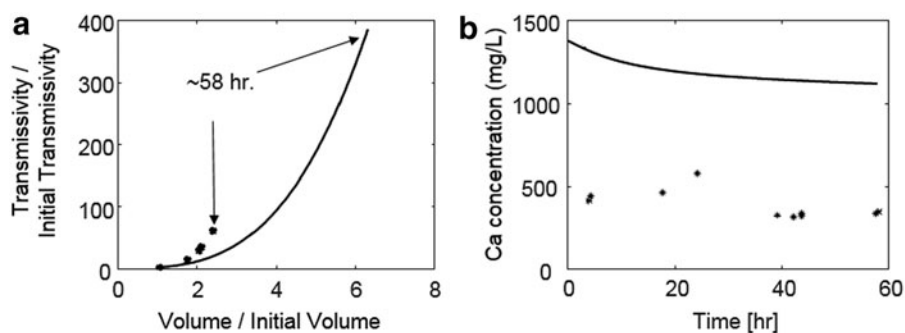 a
Transmissivity /
Initial Transmissivity
400
300
200
100
0
~58 hr.
0 2 4 6 8
Volume / Initial Volume
b
Ca concentration (mg/L)
1500
1000
500
0
0 20 40 60
Time [hr]